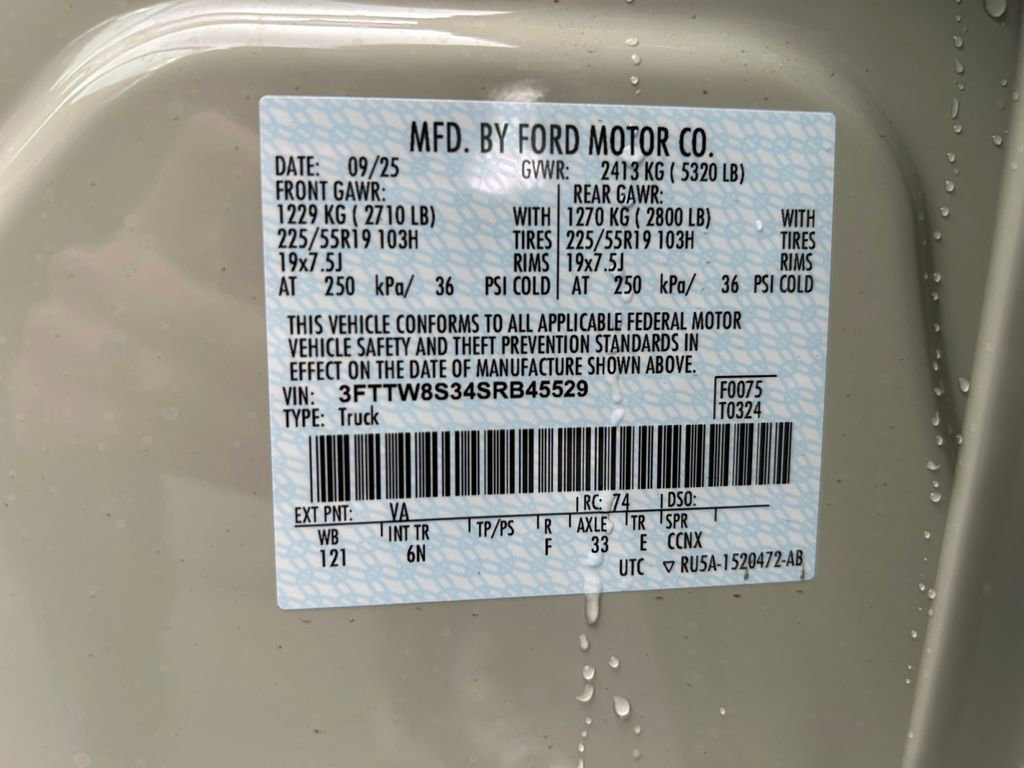 MFD. BY FORD MOTOR CO.
DATE: 09/25 GVWR: 2413 KG ( 5320 LB)
FRONT GAWR: REAR GAWR:
1229 KG ( 2710 LB) WITH 1270 KG ( 2800 LB) WITH
225/55R19 103H TIRES 225/55R19 103H TIRES
19x7.5J RIMS 19x7.5J RIMS
AT 250 kPa/ 36 PSI COLD AT 250 kPa/ 36 PSI COLD
THIS VEHICLE CONFORMS TO ALL APPLICABLE FEDERAL MOTOR
VEHICLE SAFETY AND THEFT PREVENTION STANDARDS IN
EFFECT ON THE DATE OF MANUFACTURE SHOWN ABOVE.
VIN: 3FTTW8S34SRB45529 F0075
TYPE: Truck T0324
EXT PNT: VA RC: 74 DSO:
WB INT TR TP/PS R AXLE TR SPR
121 6N F 33 E CCNX
UTC ▽ RU5A-1520472-AB